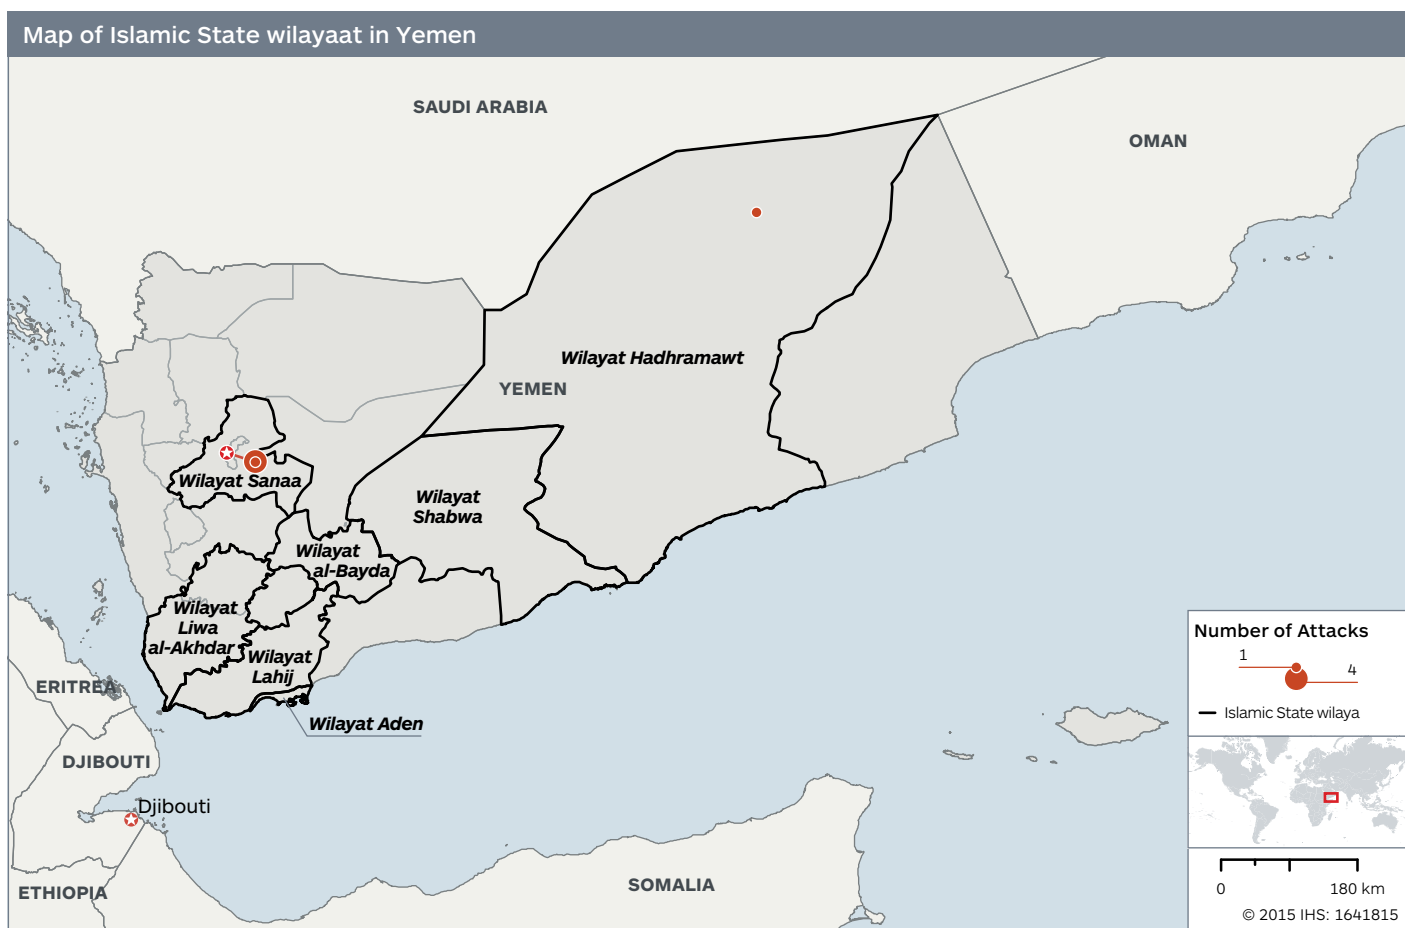 Map of Islamic State wilayaat in Yemen
SAUDI ARABIA
OMAN
Wilayat Hadhramawt
YEMEN
Wilayat Sanaa
Wilayat
Shabwa
Wilayat
al-Bayda
Wilayat
Liwa
al-Akhdar
Wilayat
Lahij
Wilayat Aden
ERITREA
DJIBOUTI
Djibouti
ETHIOPIA
SOMALIA
Number of Attacks
1
4
Islamic State wilaya
0
180 km
© 2015 IHS: 1641815